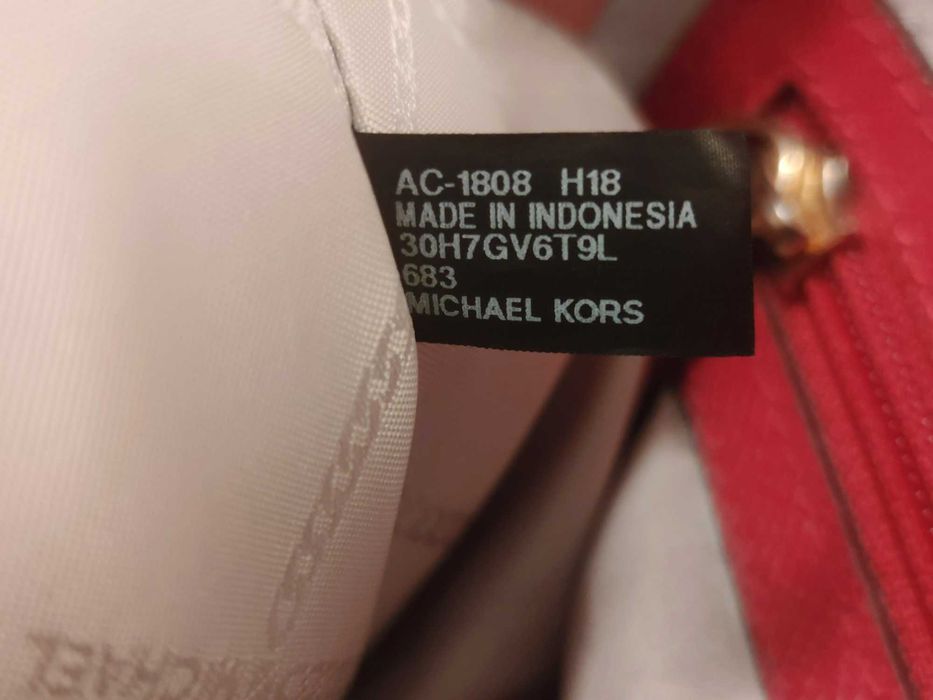 AC-1808 H18
MADE IN INDONESIA
30H7GV6T9L
683
MICHAEL KORS